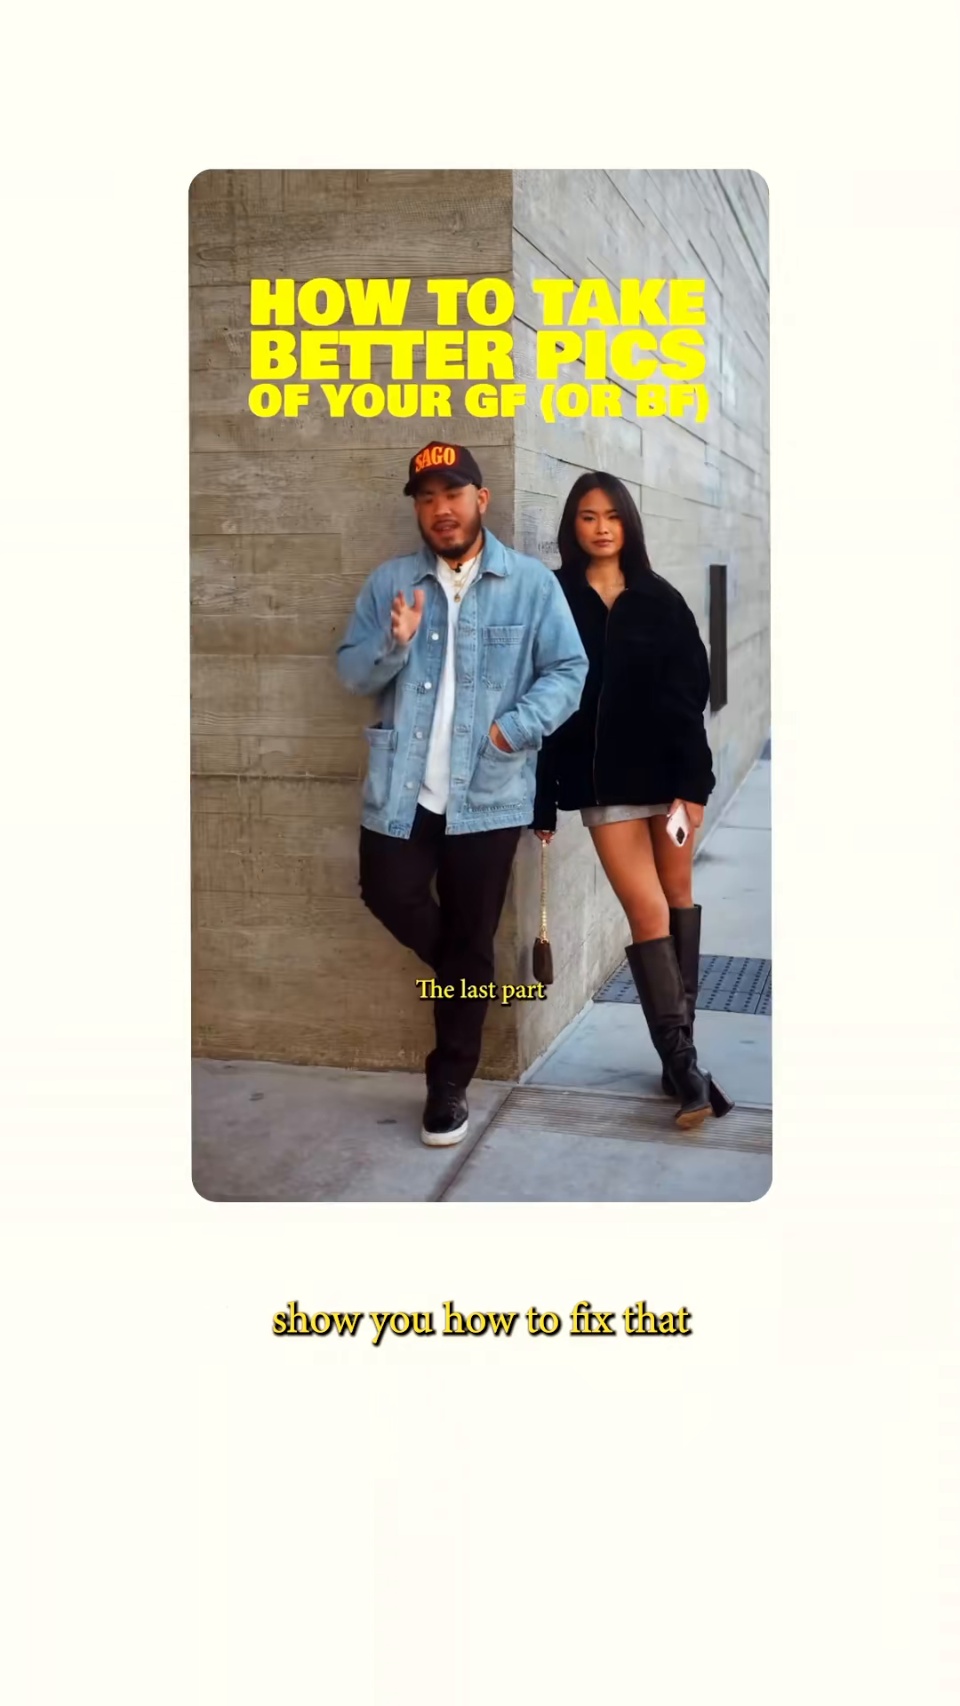 HOW TO TAKE
BETTER PICS
OF YOUR GF (OR BF)
SAGO
The last part
show you how to fix that